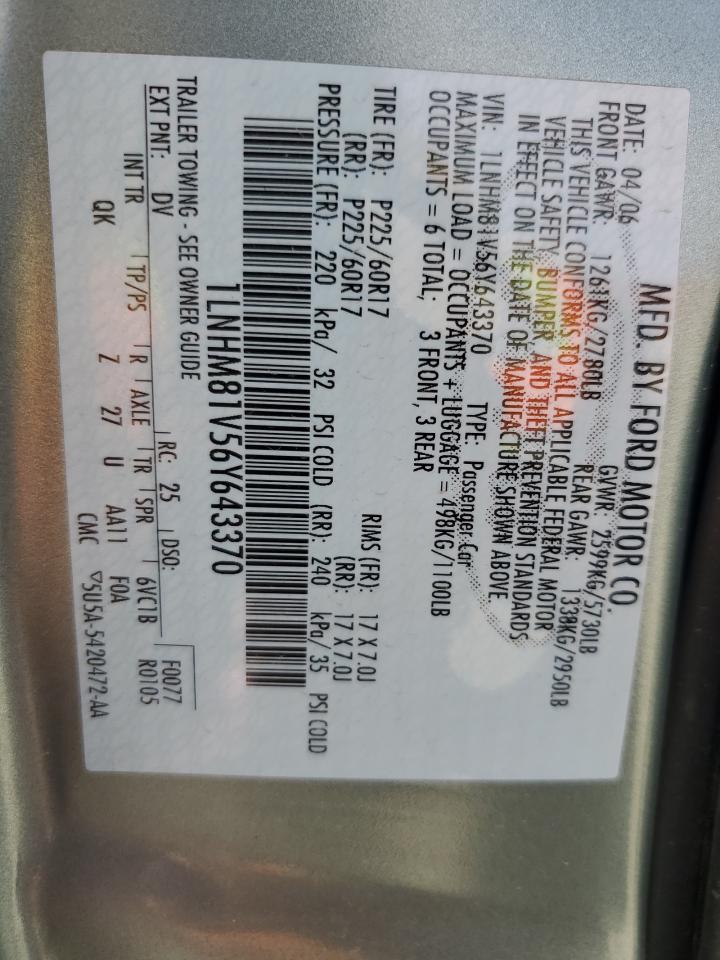 MFD. BY FORD MOTOR CO.
DATE: 04/06 GVWR: 2599KG/5730LB
FRONT GAWR: 1261KG/2780LB REAR GAWR: 1338KG/2950LB
THIS VEHICLE CONFORMS TO ALL APPLICABLE FEDERAL MOTOR
VEHICLE SAFETY, BUMPER, AND THEFT PREVENTION STANDARDS
IN EFFECT ON THE DATE OF MANUFACTURE SHOWN ABOVE.
VIN: 1LNHM81V56Y643370 TYPE: Passenger Car
MAXIMUM LOAD = OCCUPANTS + LUGGAGE = 498KG/1100LB
OCCUPANTS = 6 TOTAL; 3 FRONT, 3 REAR
TIRE (FR): P225/60R17 RIMS (FR): 17 X 7.0J
(RR): P225/60R17 (RR): 17 X 7.0J
PRESSURE (FR): 220 kPa/ 32 PSI COLD (RR): 240 kPa/ 35 PSI COLD
1LNHM81V56Y643370
TRAILER TOWING - SEE OWNER GUIDE
EXT PNT: DV RC: 25 DSO: F0077
R0105
INT TR TP/PS R AXLE TR SPR 6VC1B
QK Z 27 U AA11 F0A
CMC ▽5U5A-5420472-AA